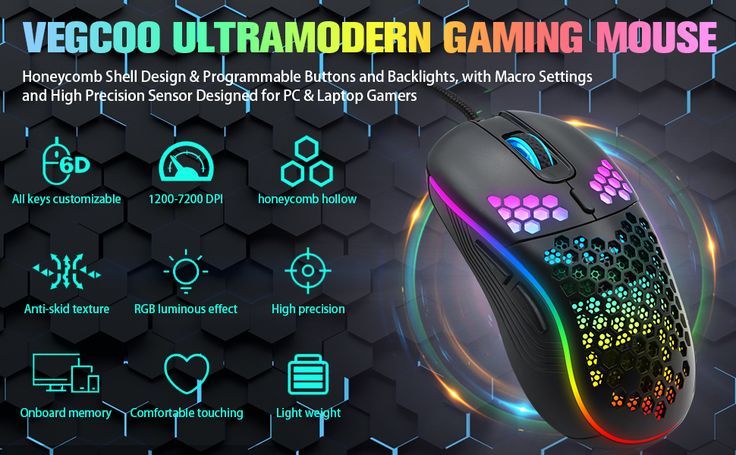 VEGCOO ULTRAMODERN GAMING MOUSE
Honeycomb Shell Design & Programmable Buttons and Backlights, with Macro Settings
and High Precision Sensor Designed for PC & Laptop Gamers
6D
All keys customizable
1200-7200 DPI
honeycomb hollow
Anti-skid texture
RGB luminous effect
High precision
Onboard memory
Comfortable touching
Light weight